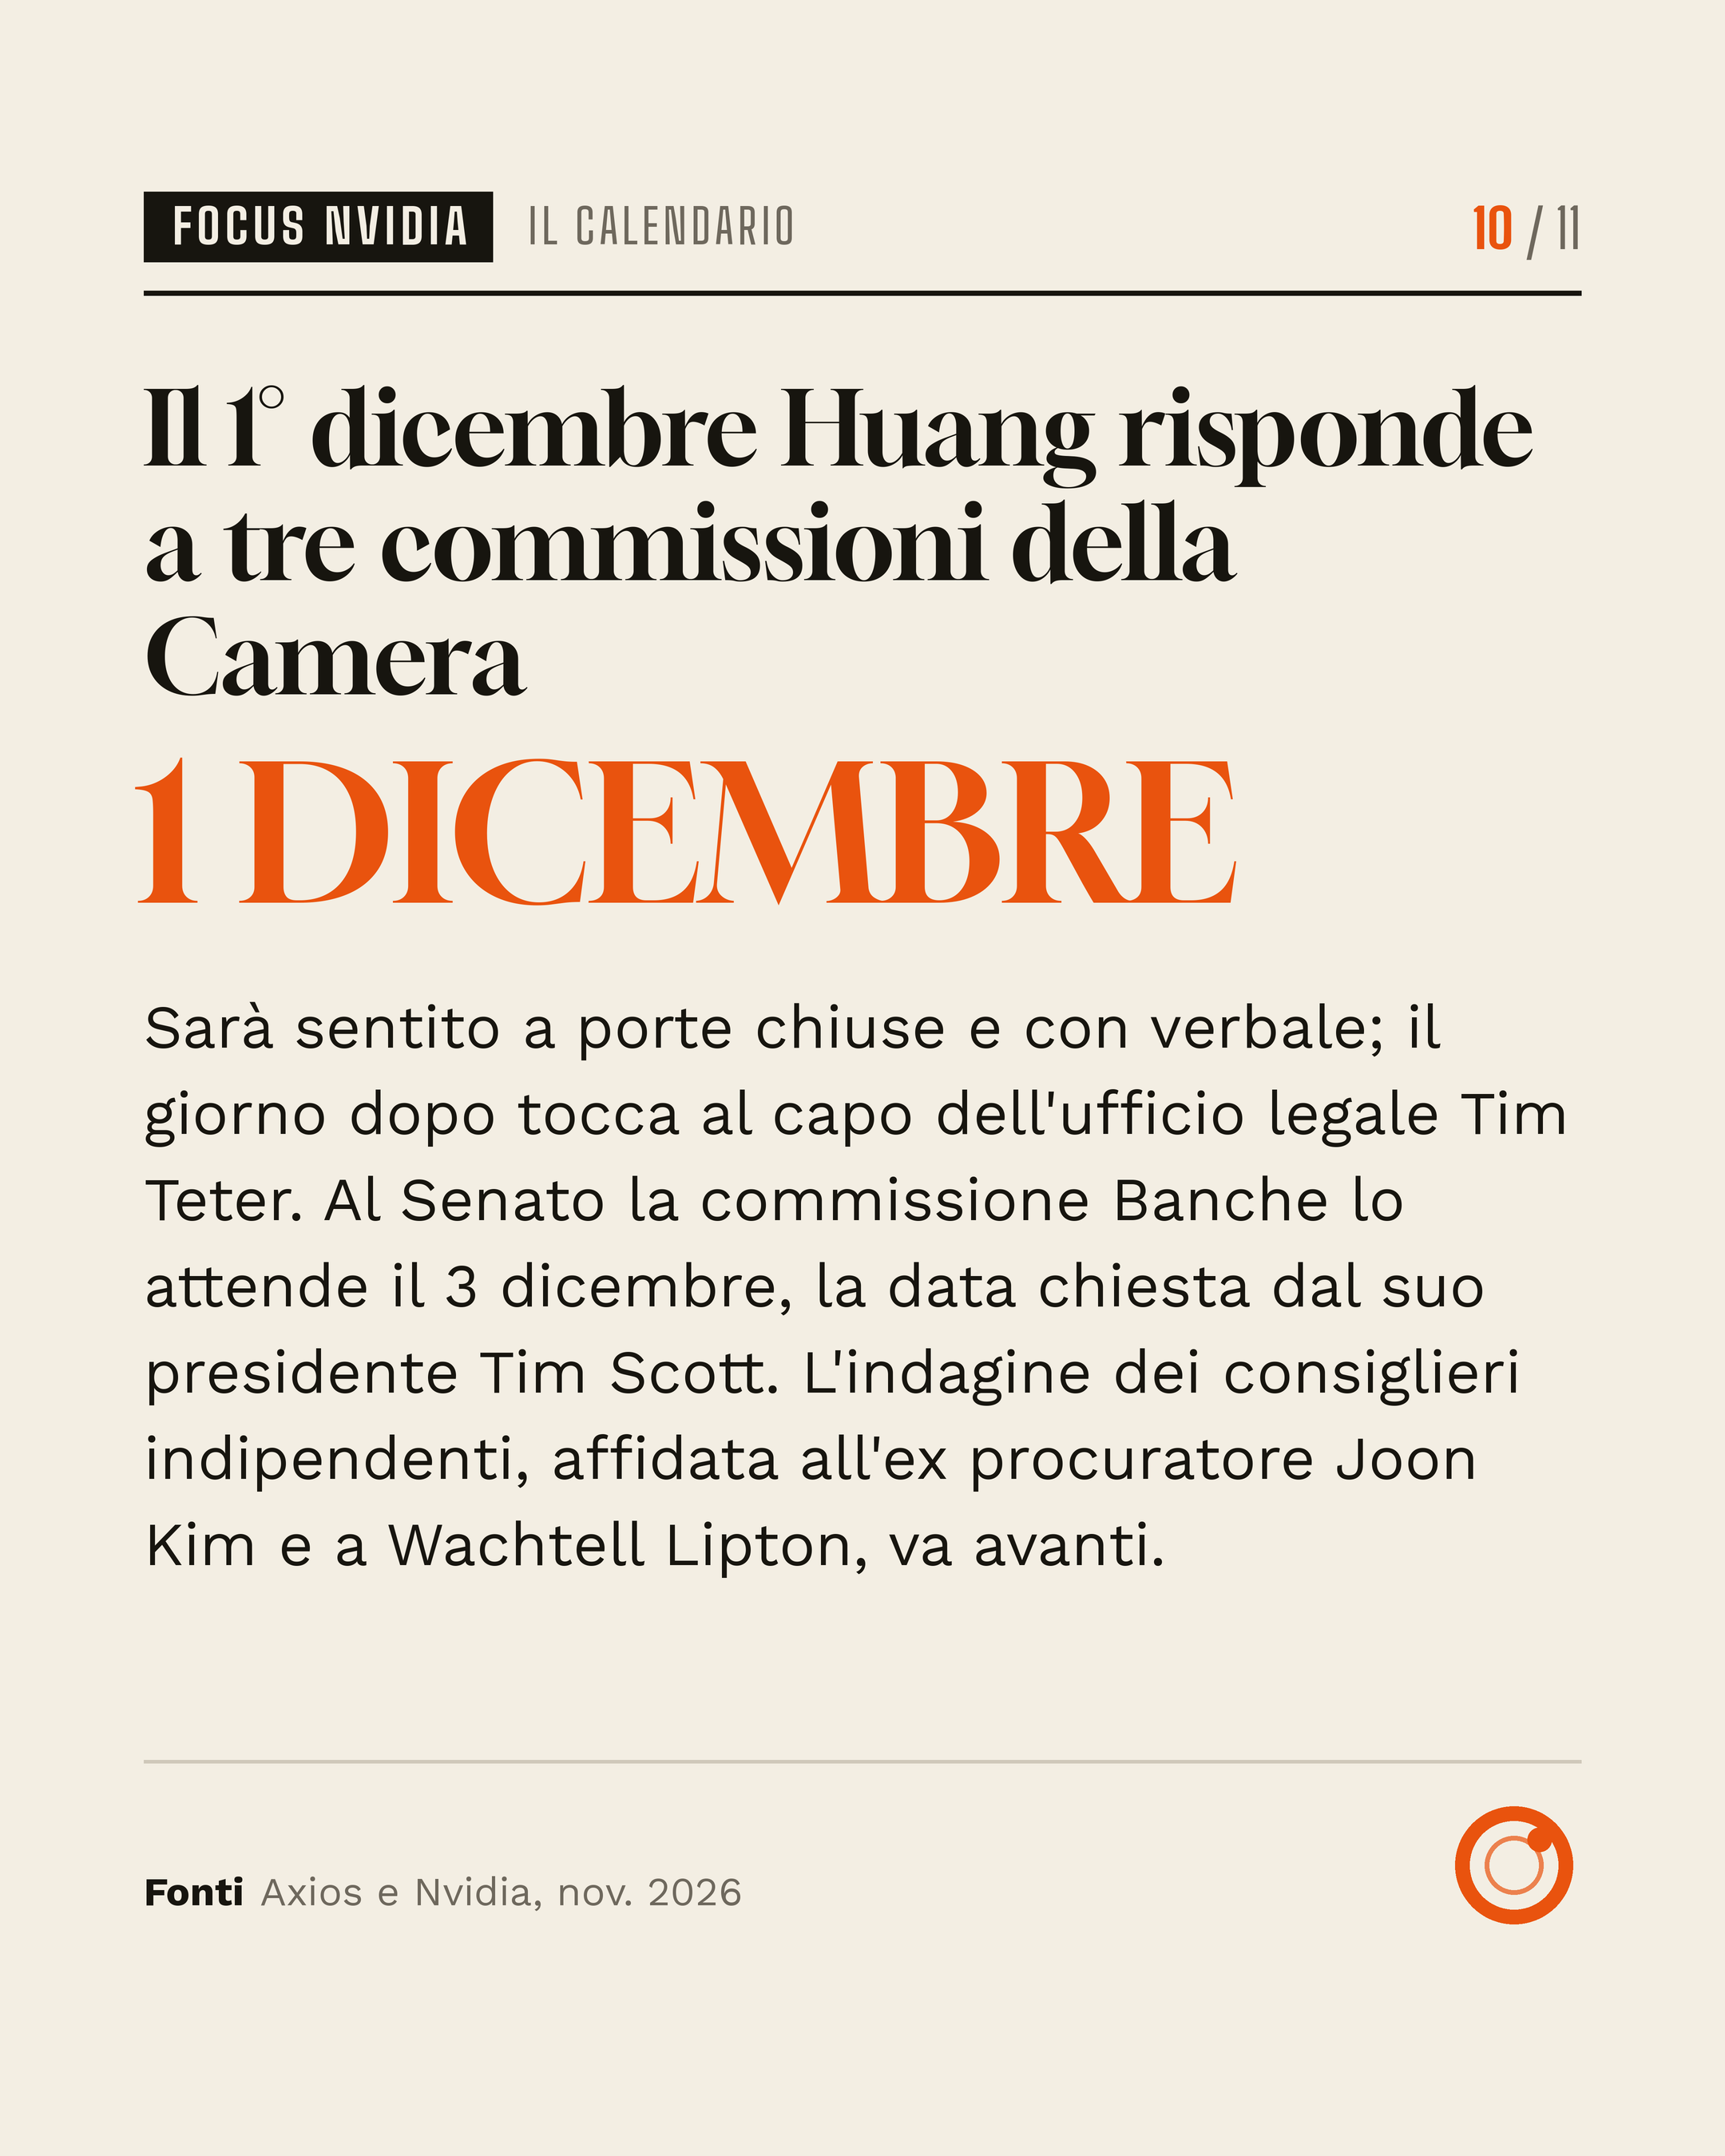 FOCUS NVIDIA IL CALENDARIO 10 / 11
Il 1° dicembre Huang risponde
a tre commissioni della
Camera
1 DICEMBRE
Sarà sentito a porte chiuse e con verbale; il
giorno dopo tocca al capo dell'ufficio legale Tim
Teter. Al Senato la commissione Banche lo
attende il 3 dicembre, la data chiesta dal suo
presidente Tim Scott. L'indagine dei consiglieri
indipendenti, affidata all'ex procuratore Joon
Kim e a Wachtell Lipton, va avanti.
Fonti Axios e Nvidia, nov. 2026